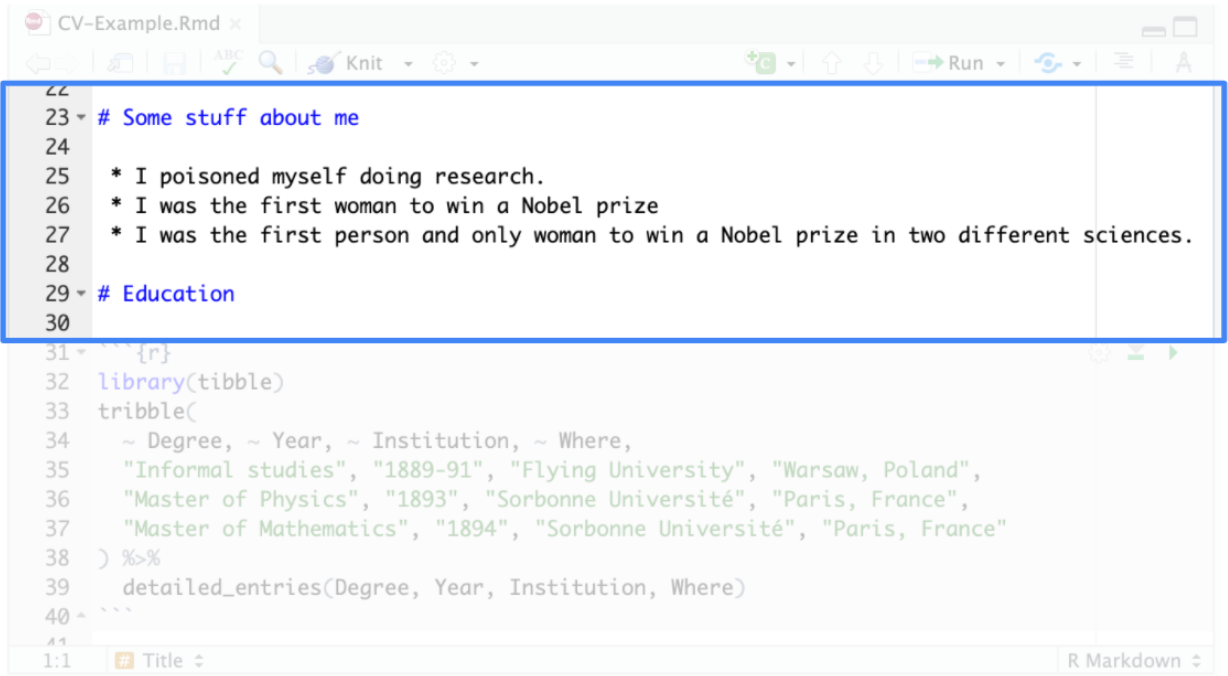 CV-Example.Rmd ×
ABC Knit Run
22
23 # Some stuff about me
24
25 * I poisoned myself doing research.
26 * I was the first woman to win a Nobel prize
27 * I was the first person and only woman to win a Nobel prize in two different sciences.
28
29 # Education
30
31 ```{r}
32 library(tibble)
33 tribble(
34 ~ Degree, ~ Year, ~ Institution, ~ Where,
35 "Informal studies", "1889-91", "Flying University", "Warsaw, Poland",
36 "Master of Physics", "1893", "Sorbonne Université", "Paris, France",
37 "Master of Mathematics", "1894", "Sorbonne Université", "Paris, France"
38 ) %>%
39 detailed_entries(Degree, Year, Institution, Where)
40 ```
41
1:1 # Title R Markdown